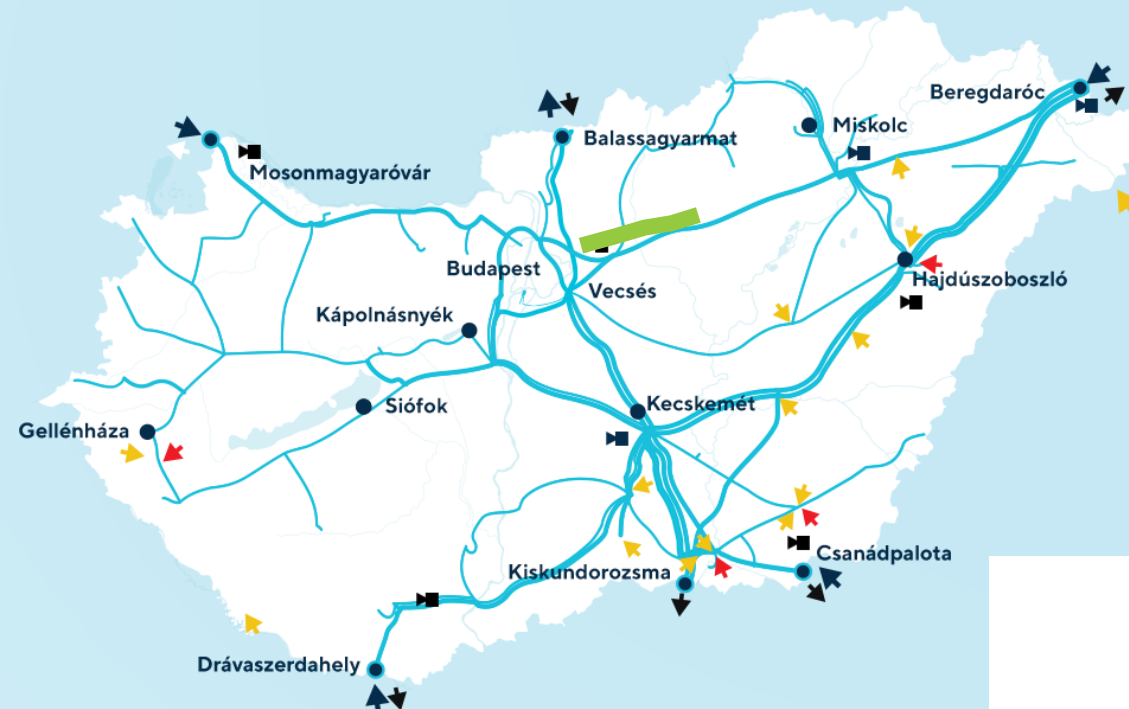 Beregdaróc
Miskolc
Balassagyarmat
Mosonmagyaróvár
Budapest
Hajdúszoboszló
Vecsés
Kápolnásnyék
Kecskemét
Siófok
Gellénháza
Csanádpalota
Kiskundorozsma
Drávaszerdahely